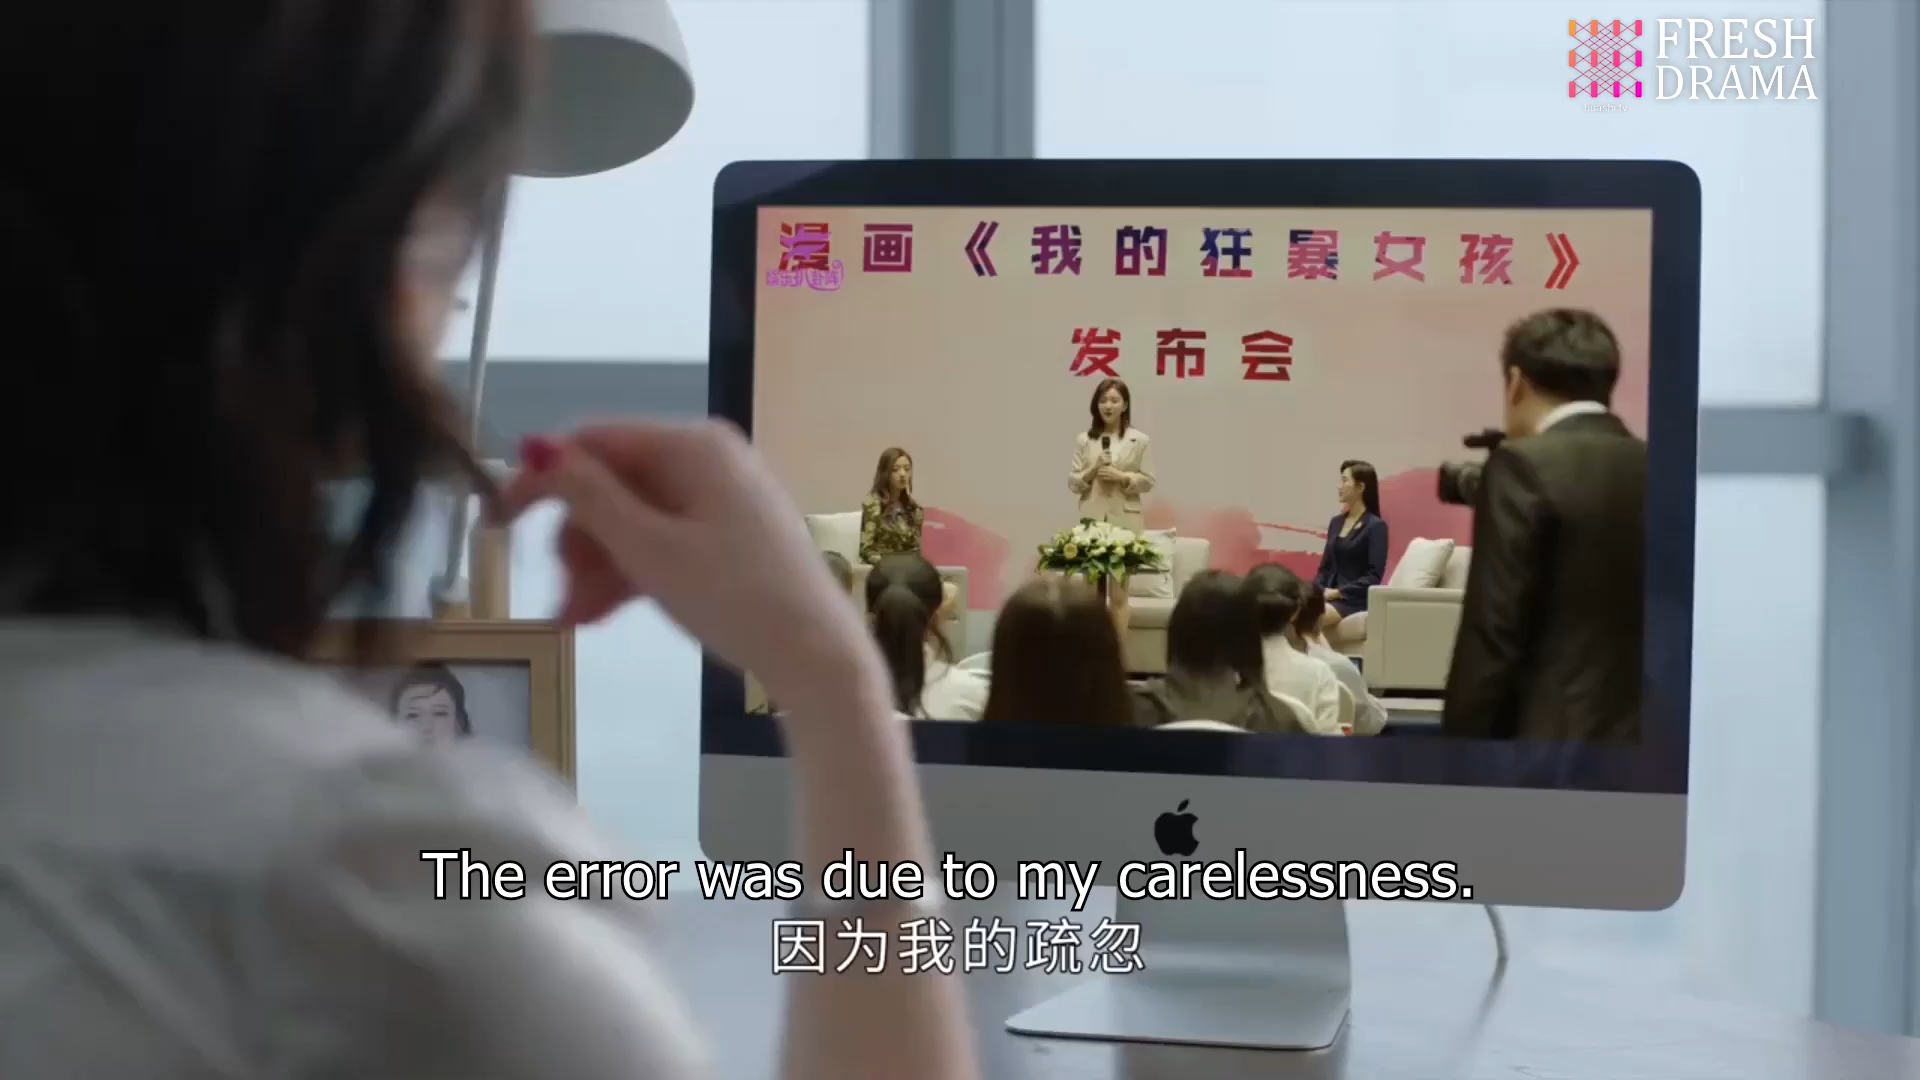 FRESH
DRAMA
漫画《我的狂暴女孩》
发布会
The error was due to my carelessness.
因为我的疏忽